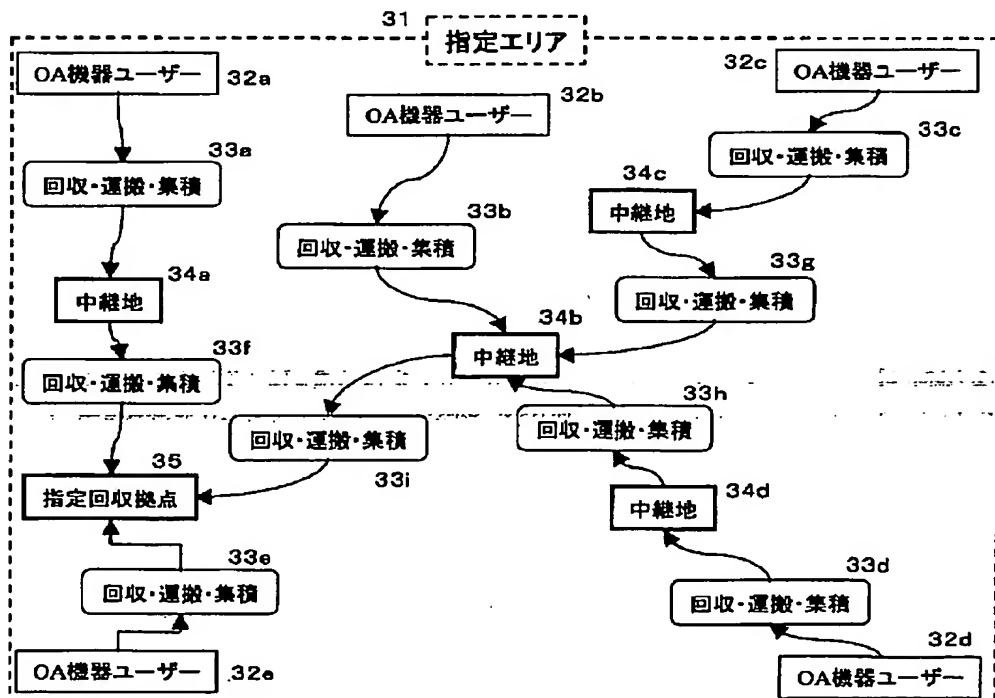 31
指定エリア
OA機器ユーザー
32a
32b
OA機器ユーザー
32c
OA機器ユーザー
33a
回収・運搬・集積
33b
回収・運搬・集積
33c
回収・運搬・集積
34c
中継地
34a
中継地
33g
回収・運搬・集積
34b
中継地
33f
回収・運搬・集積
33h
回収・運搬・集積
回収・運搬・集積
33i
35
指定回収拠点
34d
中継地
33e
回収・運搬・集積
33d
回収・運搬・集積
OA機器ユーザー
32e
32d
OA機器ユーザー